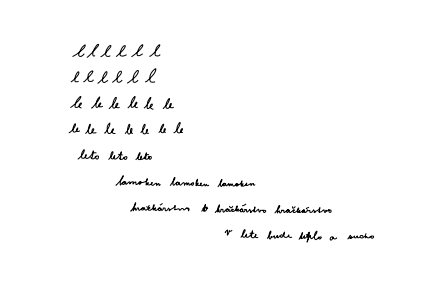 l l l l l l
l l l l l l
le le le le le le
le le le le le le le
leto leto leto
lamoken lamoken lamoken
hračkárstvo h hračkárstvo hračkárstvo
v lete bude teplo a sucho